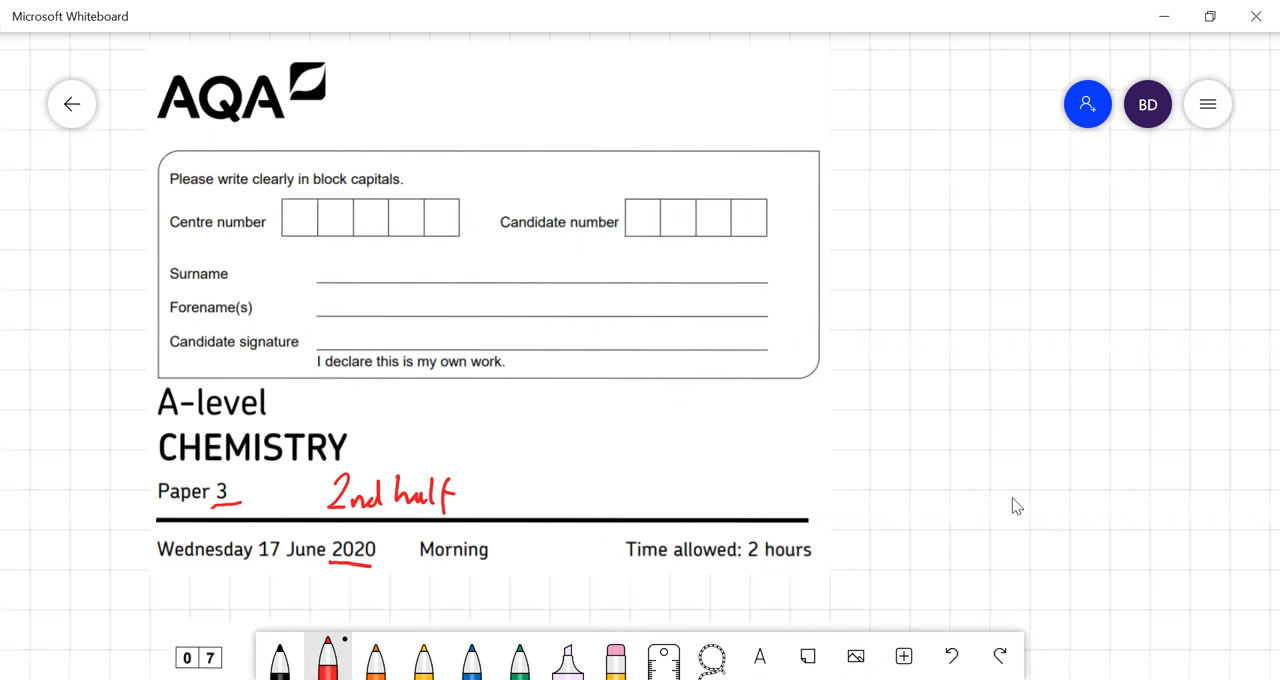 Microsoft Whiteboard
AQA
BD
Please write clearly in block capitals.
Centre number
Candidate number
Surname
Forename(s)
Candidate signature
I declare this is my own work.
A-level
CHEMISTRY
Paper 3 2nd half
Wednesday 17 June 2020 Morning Time allowed: 2 hours
0 7
A